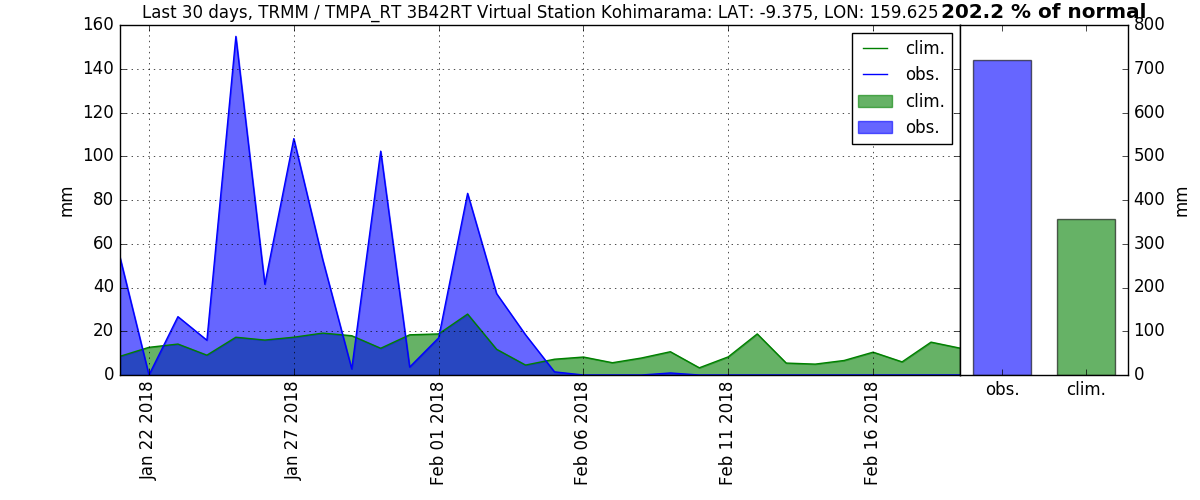 Last 30 days, TRMM / TMPA_RT 3B42RT Virtual Station Kohimarama: LAT: -9.375, LON: 159.625
202.2 % of normal
160
140
120
100
80
60
40
20
0
mm
clim.
obs.
clim.
obs.
Jan 22 2018
Jan 27 2018
Feb 01 2018
Feb 06 2018
Feb 11 2018
Feb 16 2018
800
700
600
500
400
300
200
100
0
mm
obs.
clim.